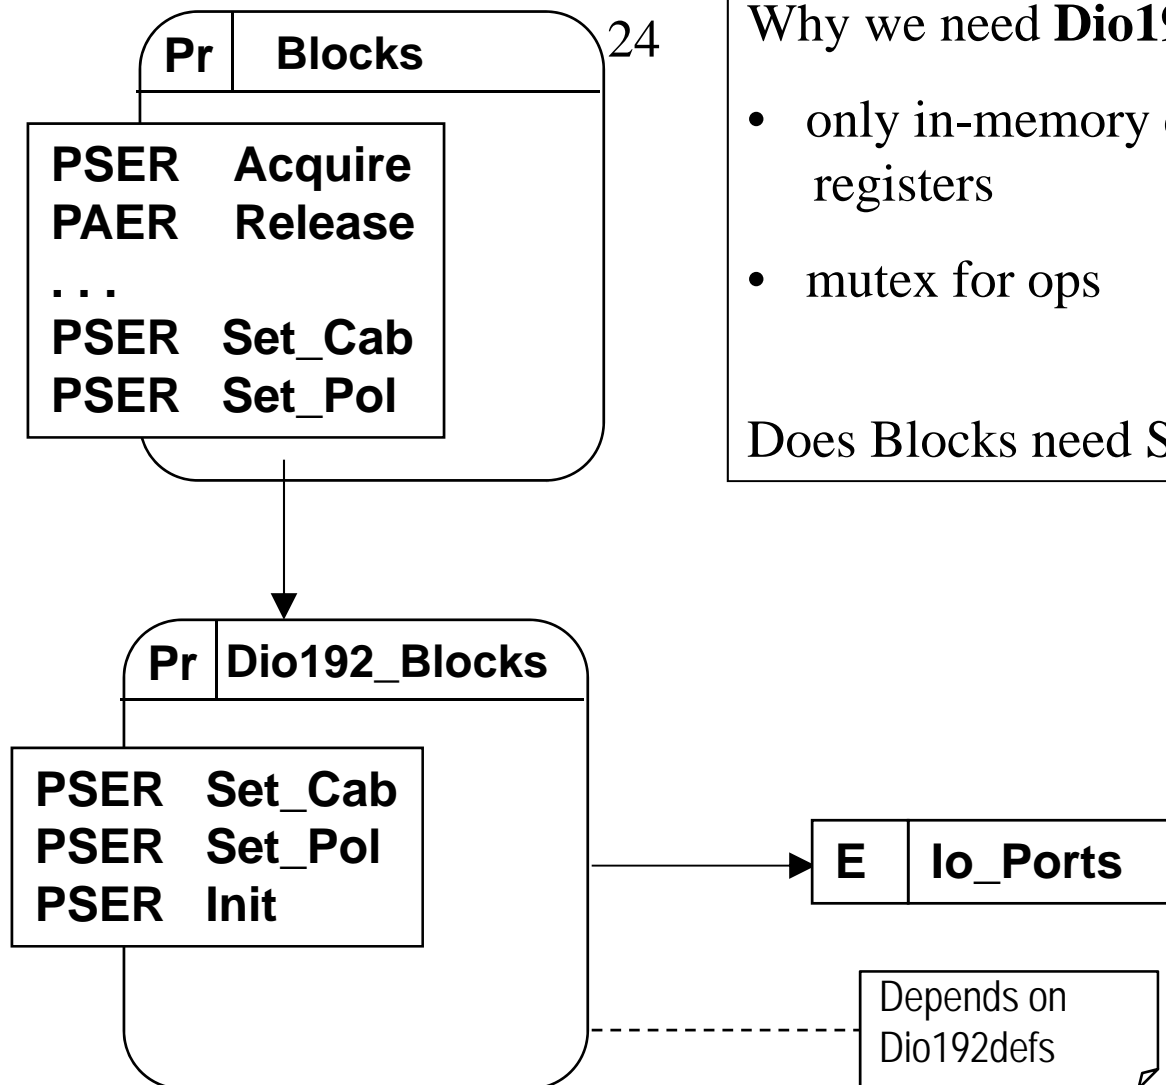 Pr Blocks 24
PSER Acquire
PAER Release
. . .
PSER Set_Cab
PSER Set_Pol
Why we need
• only in-memory
registers
• mutex for ops
Does Blocks need
Pr Dio192_Blocks
PSER Set_Cab
PSER Set_Pol
PSER Init
E Io_Ports
Depends on
Dio192defs